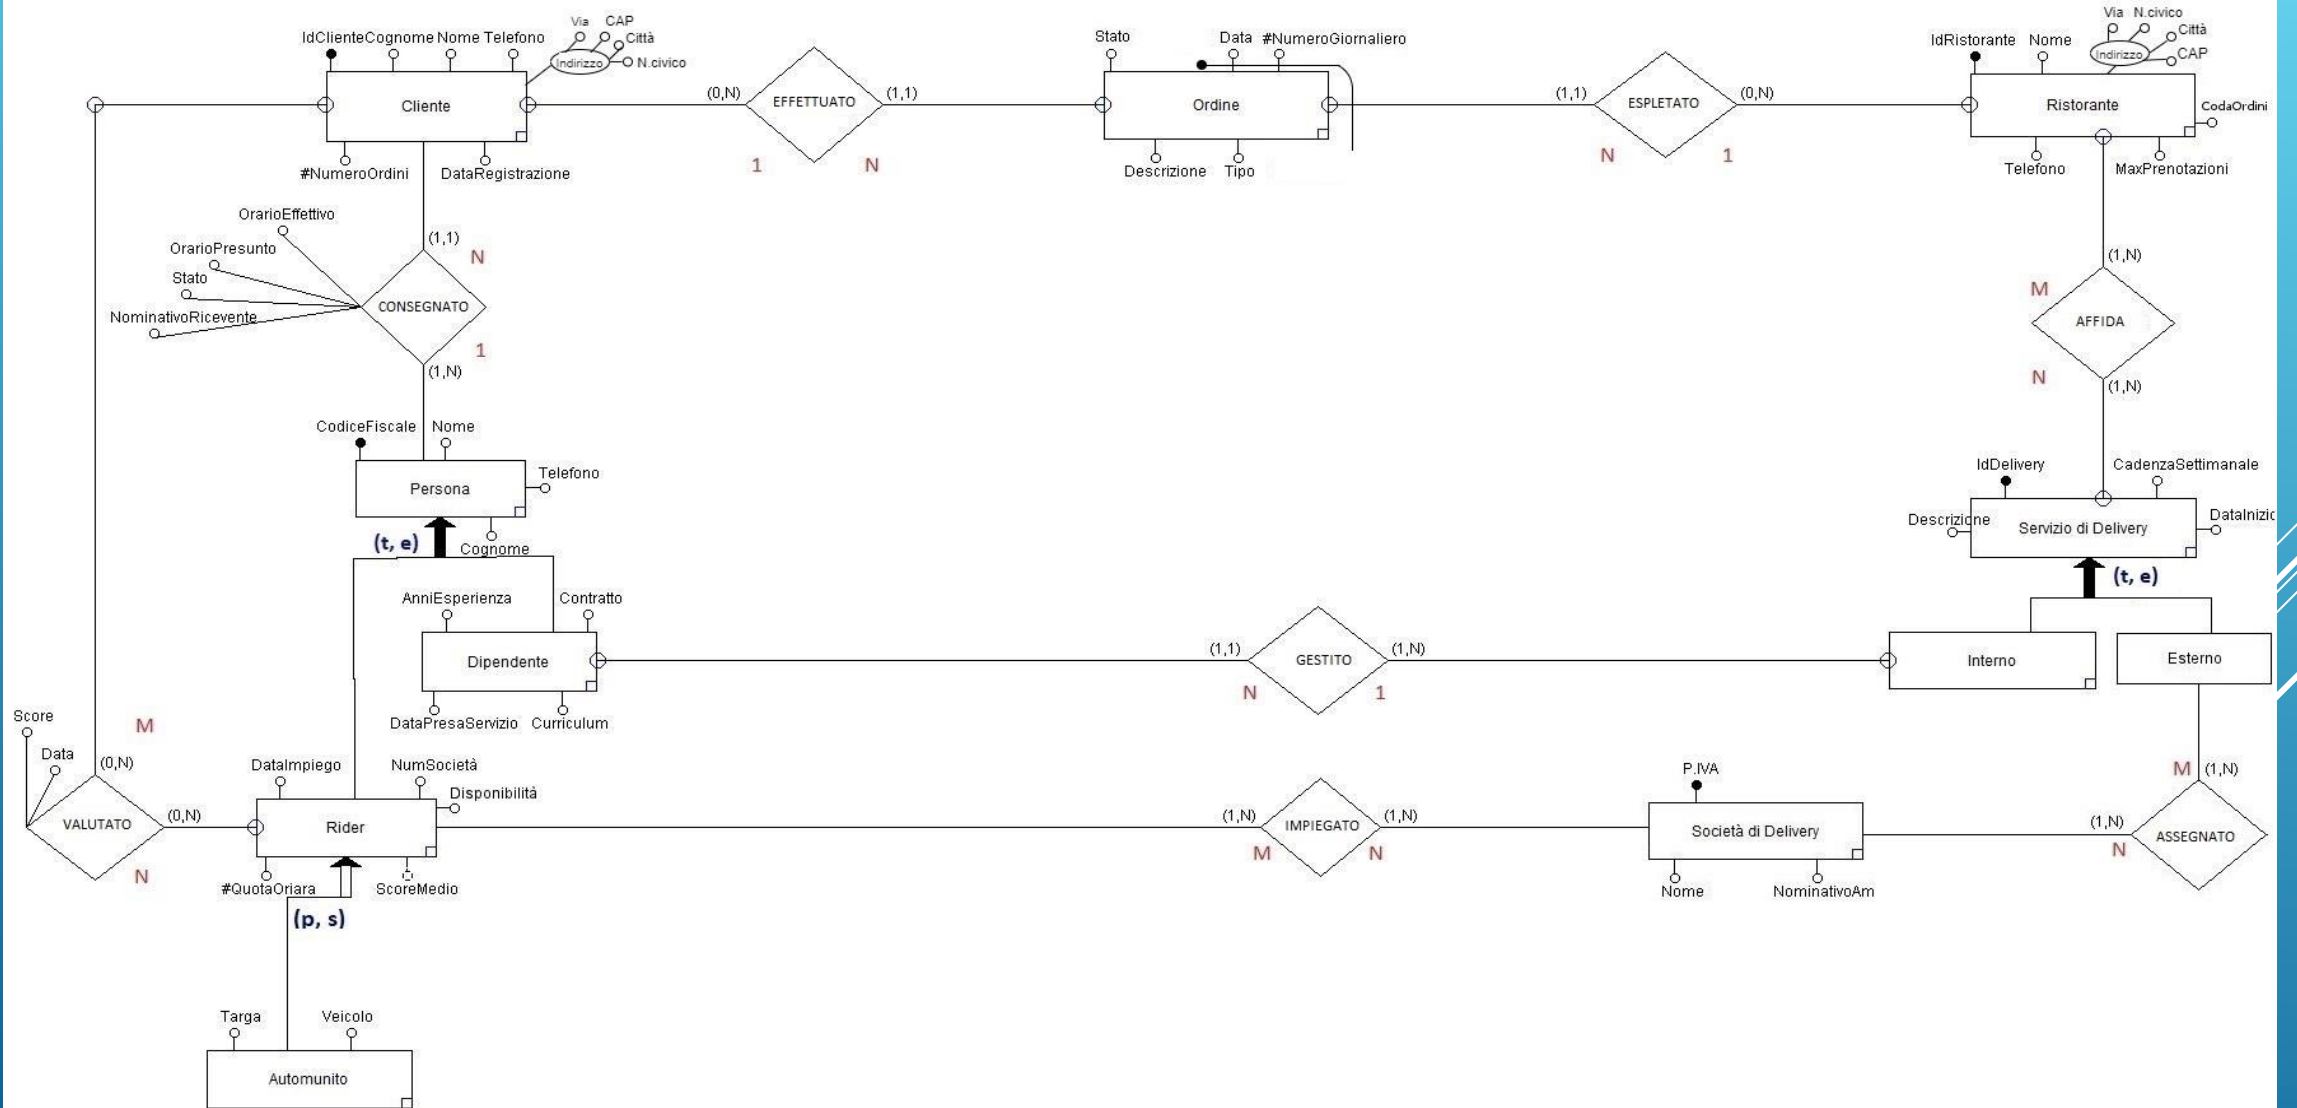 Via CAP
Città
Indirizzo
N.civico
IdCliente Cognome Nome Telefono
Cliente
#NumeroOrdini DataRegistrazione
(0,N) EFFETTUATO (1,1)
1 N
Stato Data #NumeroGiornaliero
Ordine
Descrizione Tipo
(1,1) ESPLETATO (0,N)
N 1
Via N.civico
Città
Indirizzo
CAP
IdRistorante Nome
Ristorante
CodaOrdini
Telefono MaxPrenotazioni
OrarioEffettivo
OrarioPresunto
Stato
NominativoRicevente
(1,1)
N
CONSEGNATO
1
(1,N)
(1,N)
M
AFFIDA
N
(1,N)
CodiceFiscale Nome
Telefono
Persona
Cognome
(t, e)
IdDelivery CadenzaSettimanale
Descrizione
Servizio di Delivery
DataInizio
(t, e)
AnniEsperienza Contratto
Dipendente
DataPresaServizio Curriculum
(1,1) GESTITO (1,N)
N 1
Interno
Esterno
Score
Data
M
(0,N)
VALUTATO
(0,N)
N
DataImpiego NumSocietà
Disponibilità
Rider
#QuotaOriara ScoreMedio
(p, s)
(1,N) IMPIEGATO (1,N)
M N
P.IVA
Società di Delivery
Nome NominativoAm
M (1,N)
(1,N)
N
ASSEGNATO
Targa Veicolo
Automunito